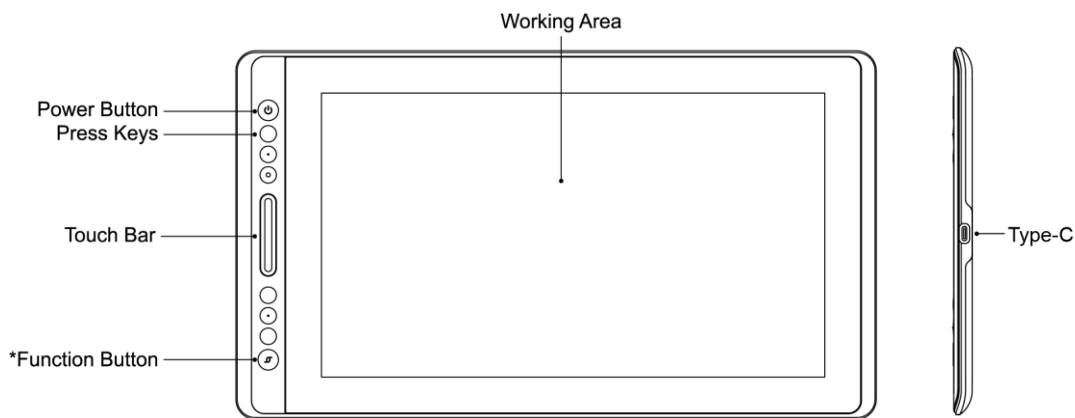 Working Area
Power Button
Press Keys
Touch Bar
Type-C
*Function Button